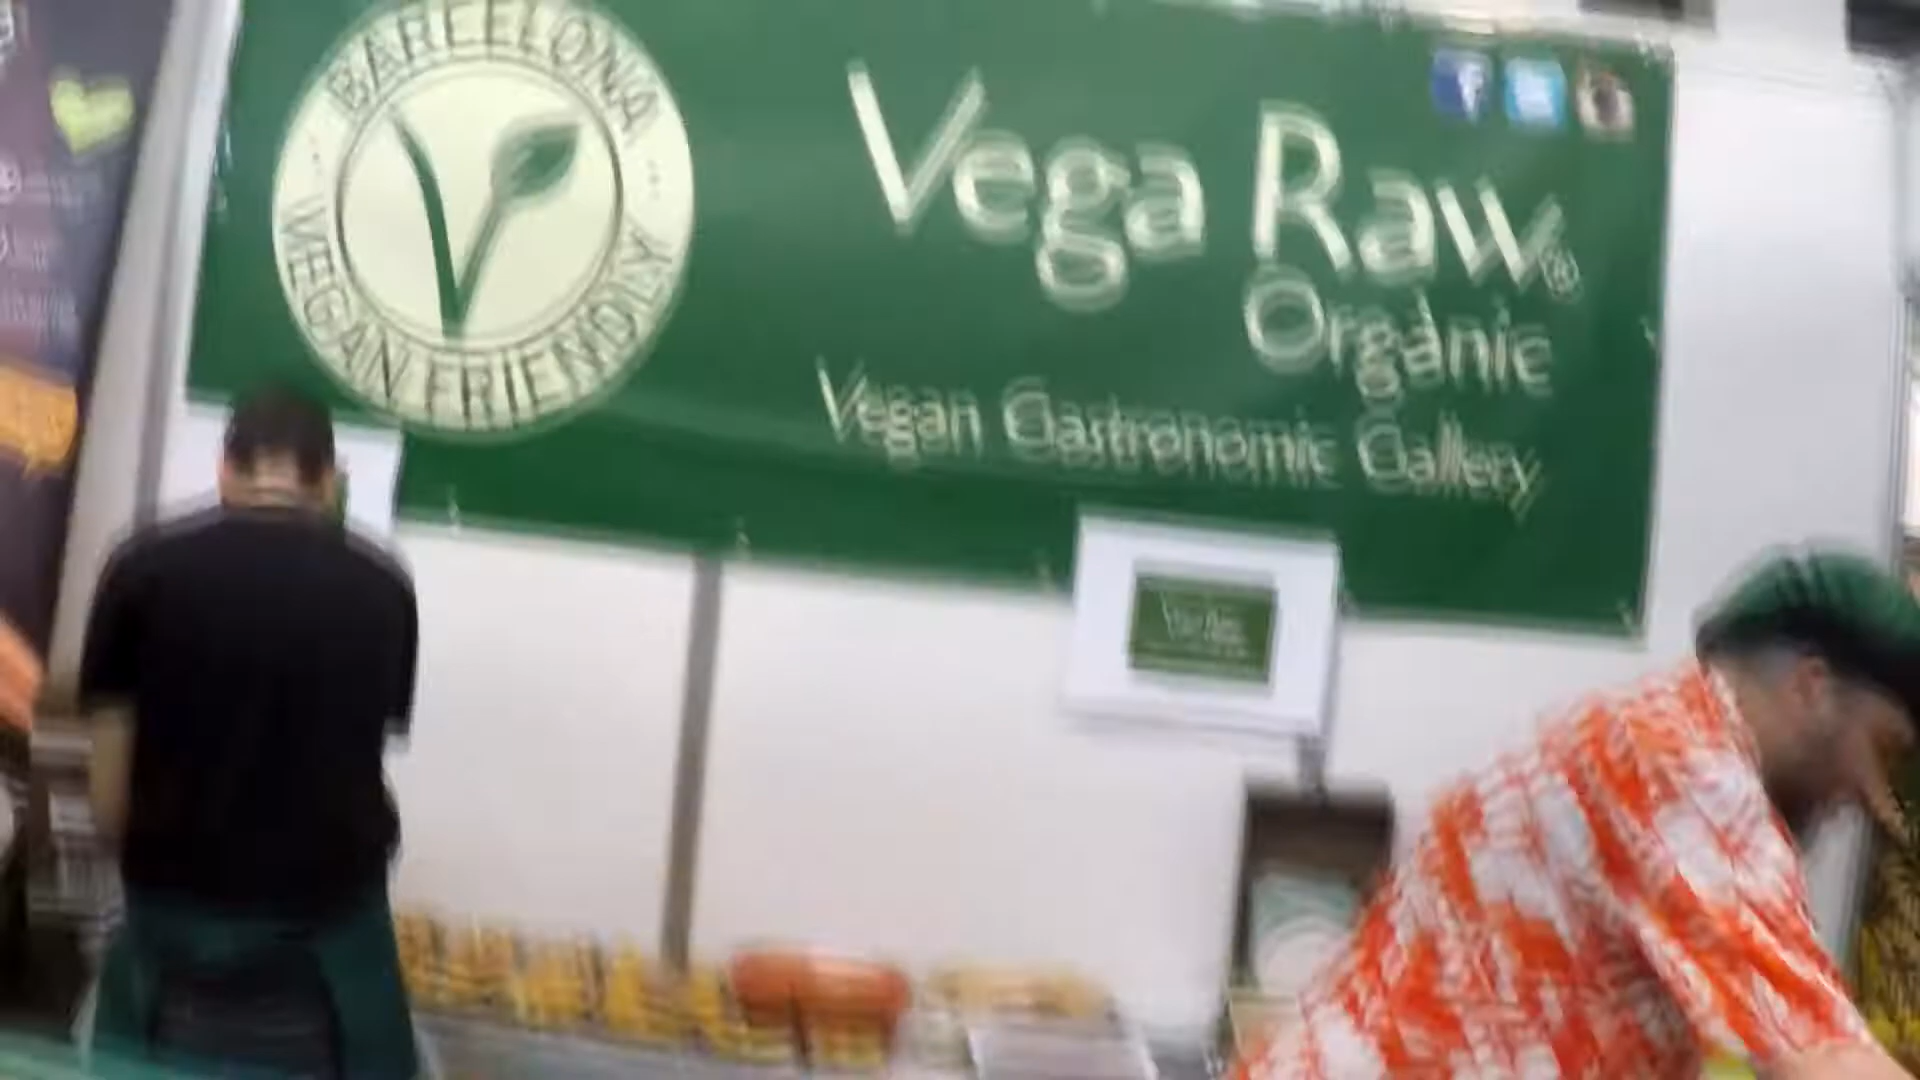 BARCELONA
VEGAN FRIENDLY
Vega Raw®
Organic
Vegan Gastronomic Gallery